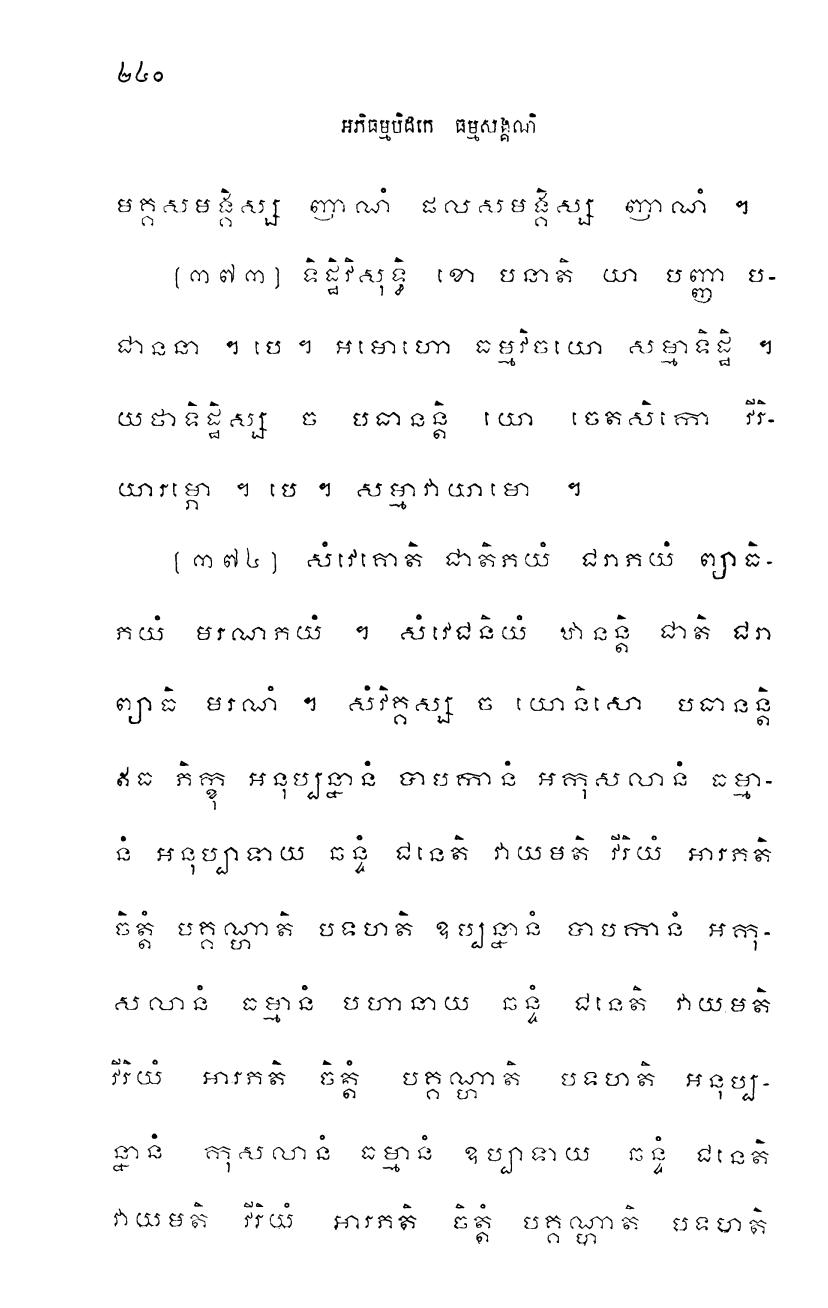 ២៤០
អភិធម្មបិដកេ ធម្មសង្គណិ
មគ្គសមង្គិស្ស ញាណំ ផលសមង្គិស្ស ញាណំ ។
(៣៧៣) ទិដ្ឋិវិសុទ្ធិ ខោ បនាតិ យា បញ្ញា ប-
ជាននា ។ បេ ។ អមោហោ ធម្មវិចយោ សម្មាទិដ្ឋិ ។
យថាទិដ្ឋិស្ស ច បធានន្តិ យោ ចេតសិកោ វីរិ-
យារម្ភោ ។ បេ ។ សម្មាវាយាមោ ។
(៣៧៤) សំវេគោតិ ជាតិភយំ ជរាភយំ ព្យាធិ-
ភយំ មរណភយំ ។ សំវេជនិយំ ឋានន្តិ ជាតិ ជរា
ព្យាធិ មរណំ ។ សំវិគ្គស្ស ច យោនិសោ បធានន្តិ
ឥធ ភិក្ខុ អនុប្បន្នានំ បាបកានំ អកុសលានំ ធម្មា-
នំ អនុប្បាទាយ ឆន្ទំ ជនេតិ វាយមតិ វីរិយំ អារភតិ
ចិត្តំ បគ្គណ្ហាតិ បទហតិ ឧប្បន្នានំ បាបកានំ អកុ-
សលានំ ធម្មានំ បហានាយ ឆន្ទំ ជនេតិ វាយមតិ
វីរិយំ អារភតិ ចិត្តំ បគ្គណ្ហាតិ បទហតិ អនុប្ប-
ន្នានំ កុសលានំ ធម្មានំ ឧប្បាទាយ ឆន្ទំ ជនេតិ
វាយមតិ វីរិយំ អារភតិ ចិត្តំ បគ្គណ្ហាតិ បទហតិ